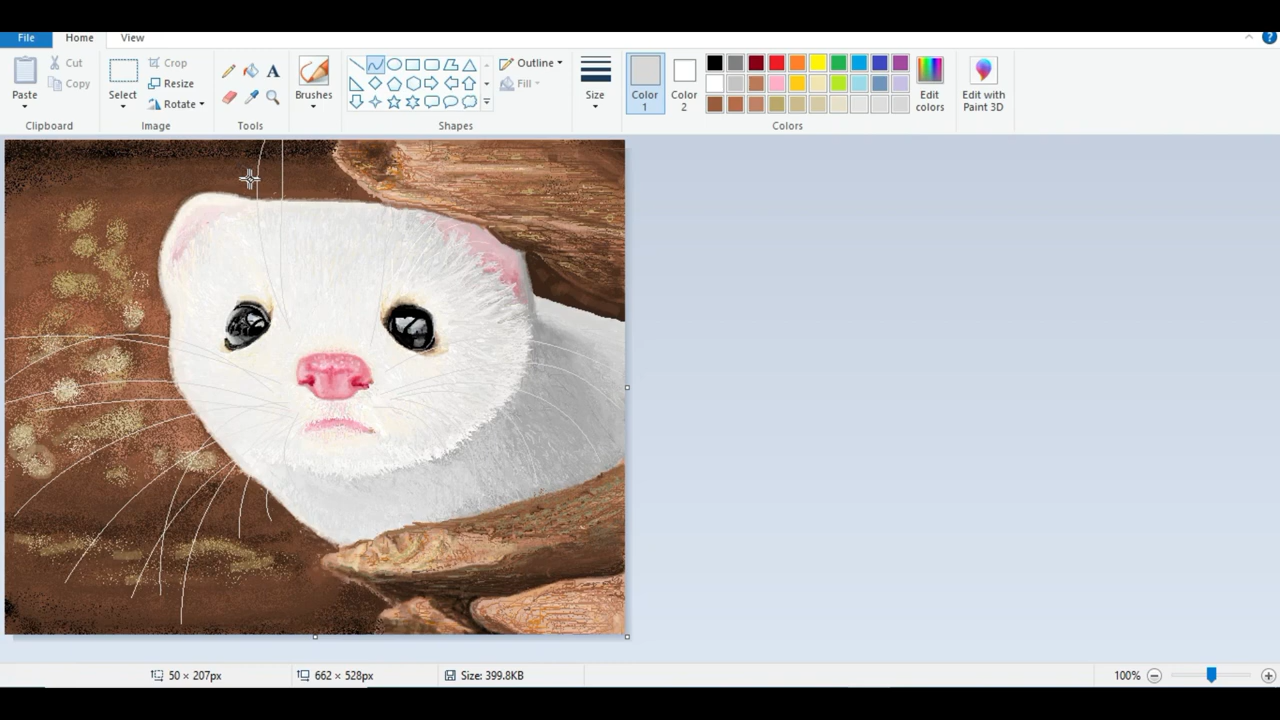 File Home View
Paste
Cut
Copy
Clipboard
Select
Crop
Resize
Rotate
Image
A
Tools
Brushes
Outline
Fill
Shapes
Size
Color
1
Color
2
Edit
colors
Colors
Edit with
Paint 3D
50 × 207px
662 × 528px
Size: 399.8KB
100%